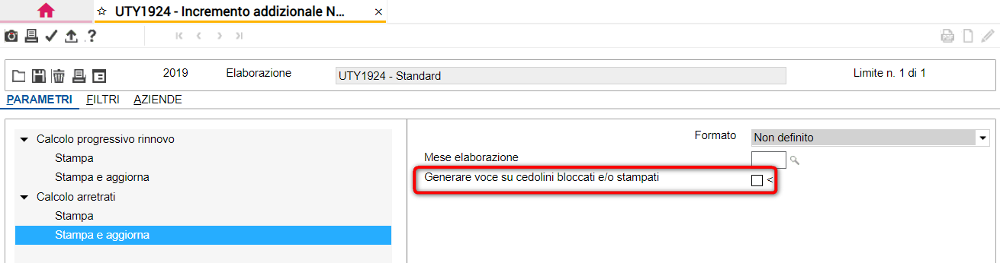 UTY1924 - Incremento addizionale N...
2019 Elaborazione UTY1924 - Standard Limite n. 1 di 1
PARAMETRI FILTRI AZIENDE
Calcolo progressivo rinnovo
Stampa
Stampa e aggiorna
Calcolo arretrati
Stampa
Stampa e aggiorna
Formato Non definito
Mese elaborazione
Generare voce su cedolini bloccati e/o stampati <